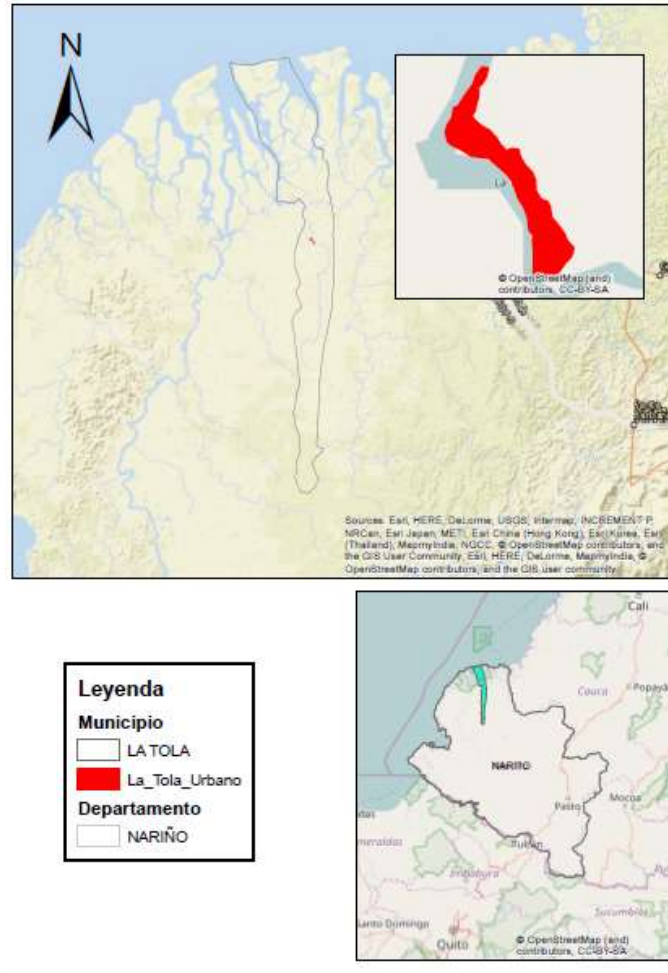 N
La
© OpenStreetMap (and)
contributors, CC-BY-SA
Sources: Esri, HERE, DeLorme, USGS, Intermap, INCREMENT P,
NRCan, Esri Japan, METI, Esri China (Hong Kong), Esri Korea, Esri
(Thailand), MapmyIndia, NGCC, © OpenStreetMap contributors, and
the GIS User Community, Esri, HERE, DeLorme, MapmyIndia, ©
OpenStreetMap contributors, and the GIS user community
Leyenda
Municipio
LA TOLA
La_Tola_Urbano
Departamento
NARIÑO
Cali
Popayá
Cauca
NARIÑO
Mocoa
Pasto
meraldas
Tulcán
Imbabura
Sucumbíos
anto Domingo
Quito
© OpenStreetMap (and)
contributors, CC-BY-SA